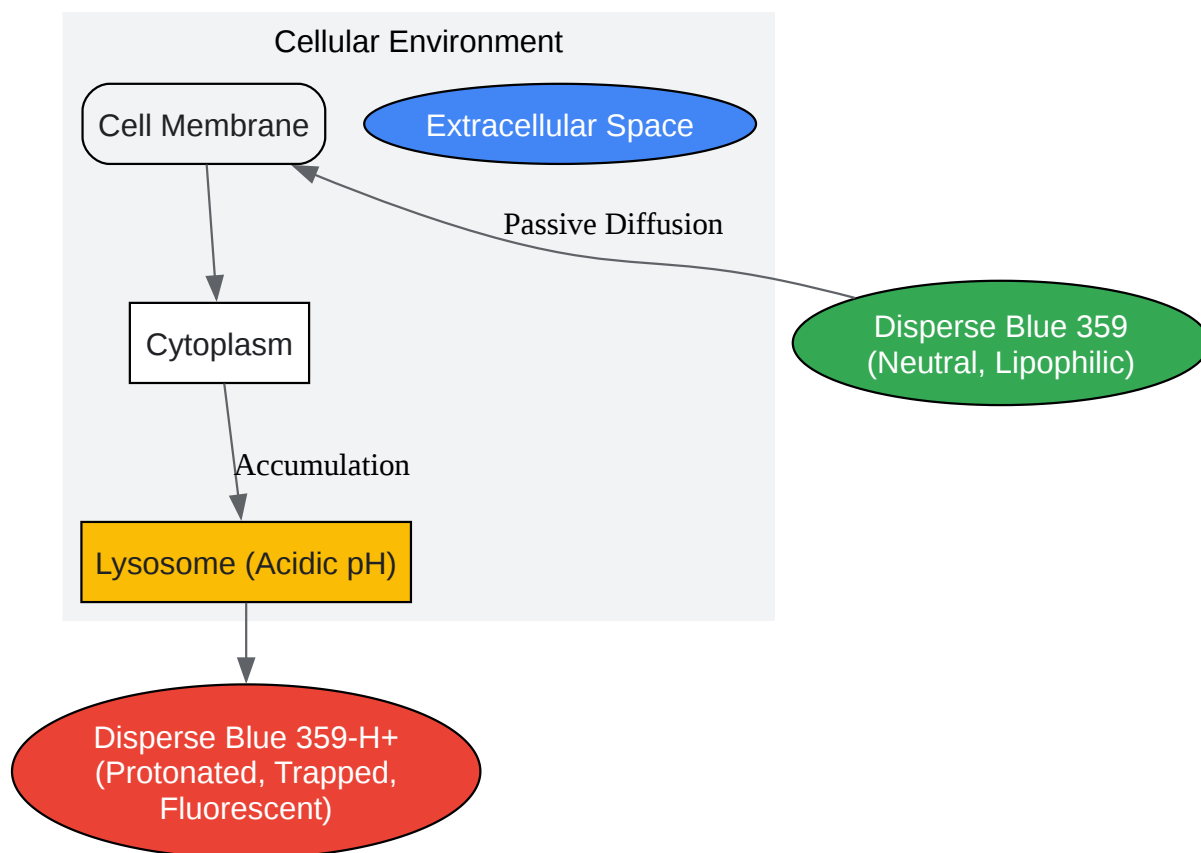 Cellular Environment
Cell Membrane
Extracellular Space
Passive Diffusion
Disperse Blue 359
(Neutral, Lipophilic)
Cytoplasm
Accumulation
Lysosome (Acidic pH)
Disperse Blue 359-H+
(Protonated, Trapped,
Fluorescent)